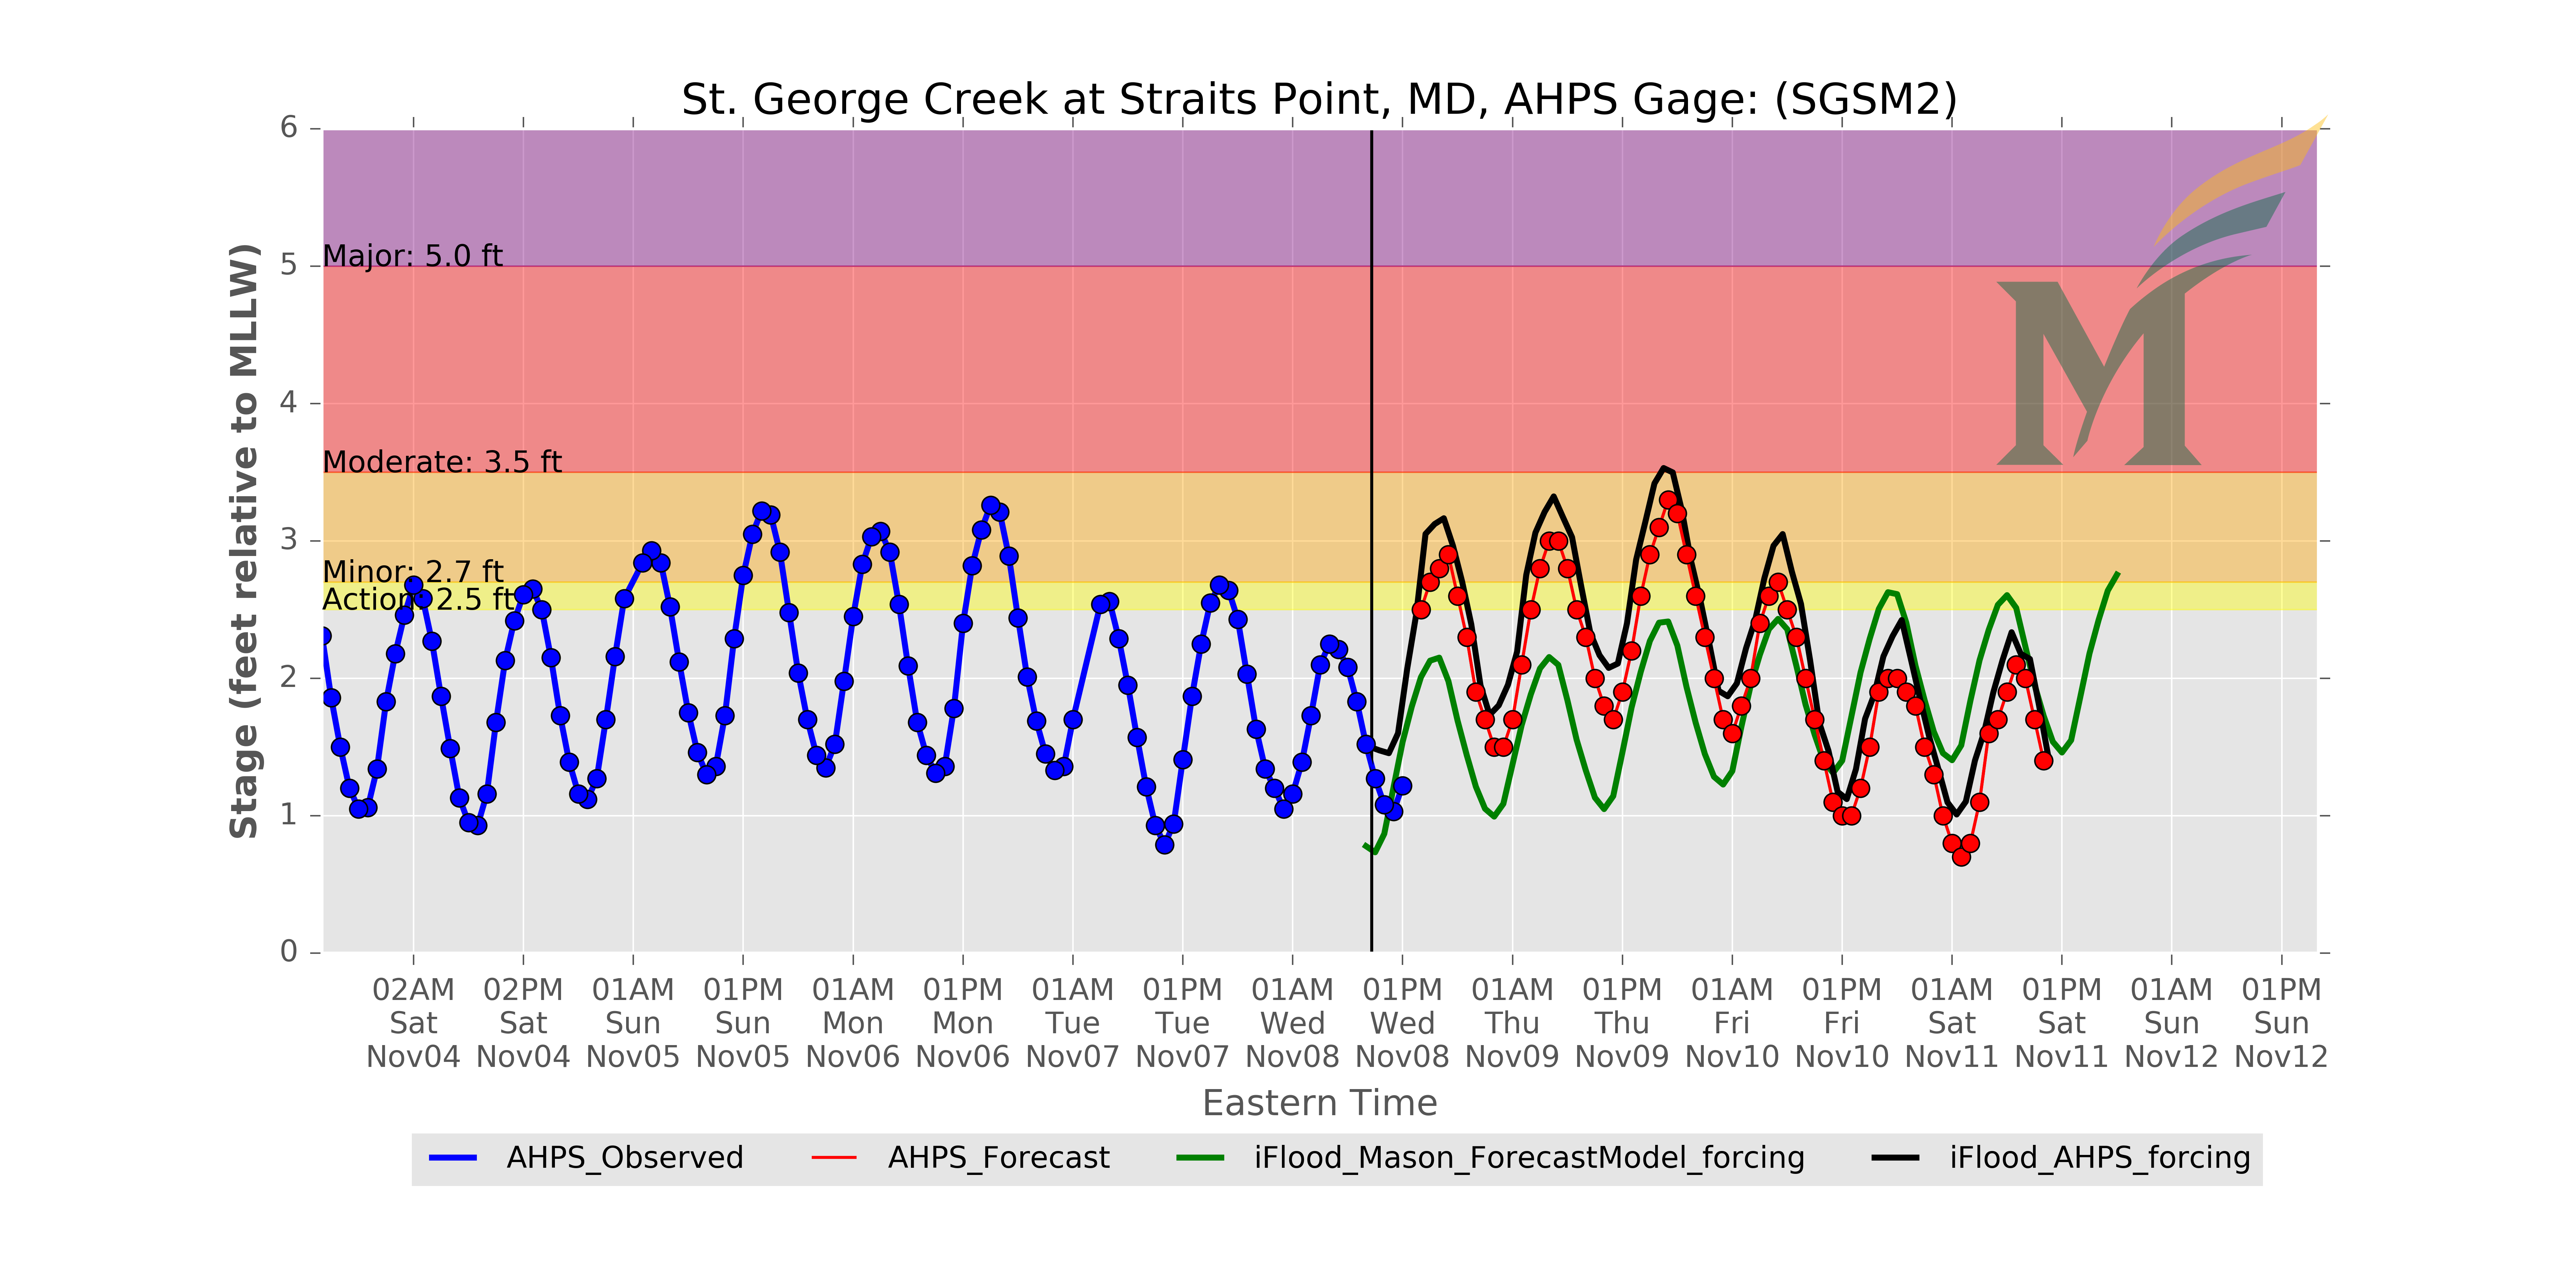 St. George Creek at Straits Point, MD, AHPS Gage: (SGSM2)
Stage (feet relative to MLLW)
6
5
4
3
2
1
0
Major: 5.0 ft
Moderate: 3.5 ft
Minor: 2.7 ft
Action: 2.5 ft
M
02AM 02PM 01AM 01PM 01AM 01PM 01AM 01PM 01AM 01PM 01AM 01PM 01AM 01PM 01AM 01PM 01AM 01PM
Sat Sat Sun Sun Mon Mon Tue Tue Wed Wed Thu Thu Fri Fri Sat Sat Sun Sun
Nov04 Nov04 Nov05 Nov05 Nov06 Nov06 Nov07 Nov07 Nov08 Nov08 Nov09 Nov09 Nov10 Nov10 Nov11 Nov11 Nov12 Nov12
Eastern Time
AHPS_Observed AHPS_Forecast iFlood_Mason_ForecastModel_forcing iFlood_AHPS_forcing